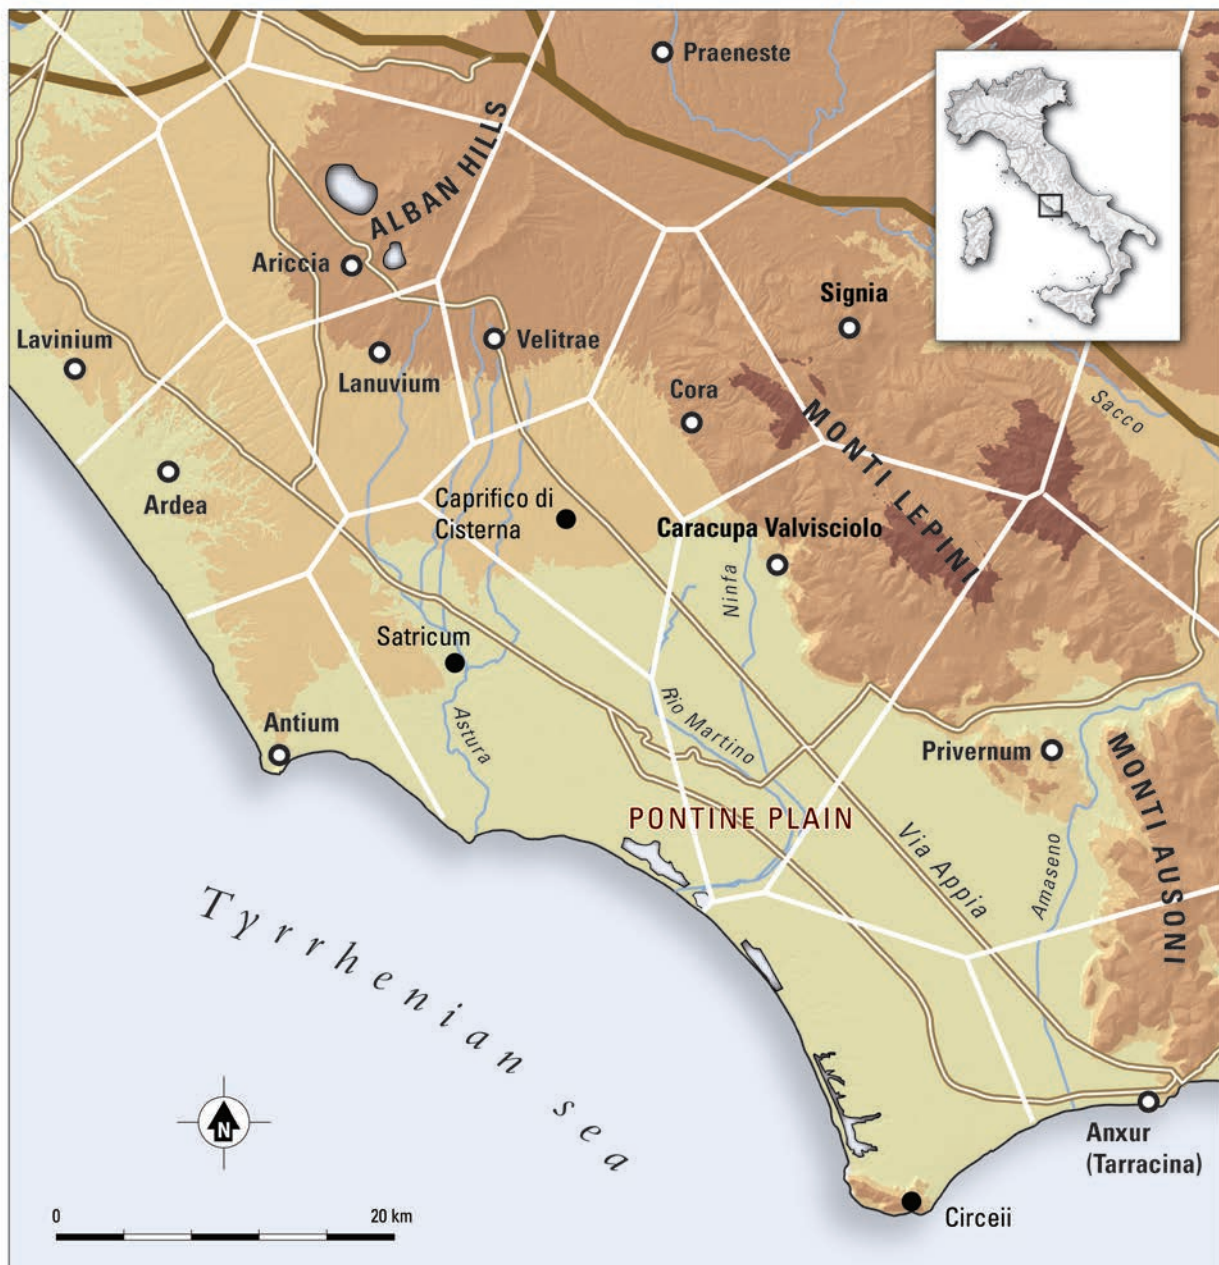 Praeneste
ALBAN HILLS
Ariccia
Signia
Lavinium
Velitrae
Lanuvium
Cora
MONTI LEPINI
Sacco
Ardea
Caprifico di
Cisterna
Caracupa Valvisciolo
Ninfa
Satricum
Astura
Rio Martino
Antium
Privernum
MONTI AUSONI
PONTINE PLAIN
Via Appia
Amaseno
Tyrrhenian sea
N
Anxur
(Tarracina)
0
20 km
Circeii